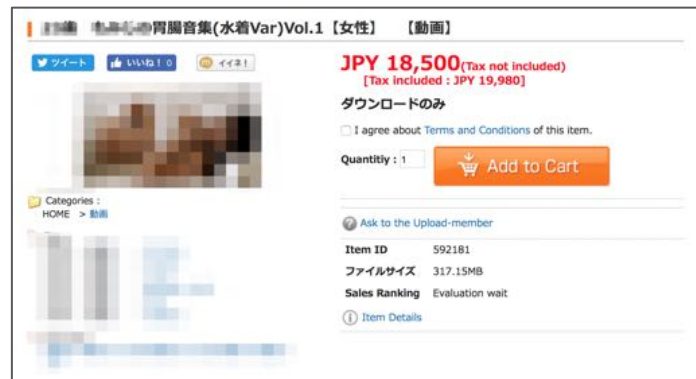 の胃腸音集(水着Var)Vol.1【女性】 【動画】
ツイート
いいね！ 0
イイネ！
JPY 18,500(Tax not included)
[Tax included : JPY 19,980]
ダウンロードのみ
I agree about Terms and Conditions of this item.
Quantitiy : 1
Add to Cart
Categories :
HOME > 動画
Ask to the Upload-member
Item ID 592181
ファイルサイズ 317.15MB
Sales Ranking Evaluation wait
Item Details